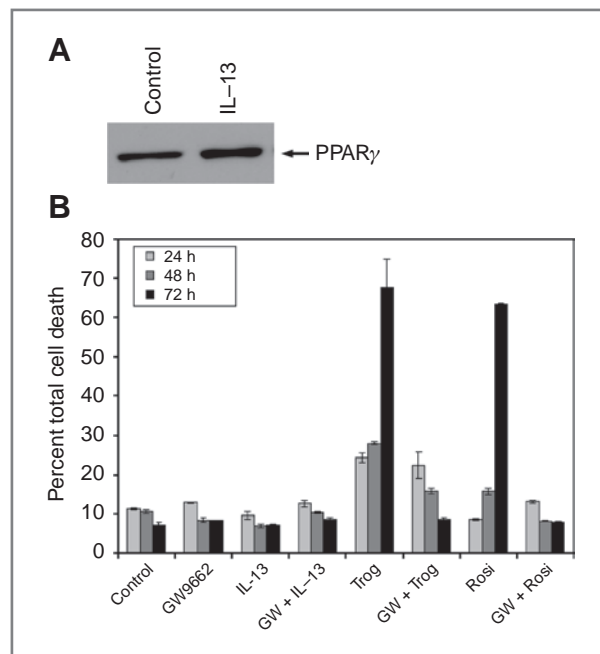 A
Control
IL–13
PPARγ
B
80
70
60
50
40
30
20
10
0
Percent total cell death
24 h
48 h
72 h
Control
GW9662
IL-13
GW + IL–13
Trog
GW + Trog
Rosi
GW + Rosi